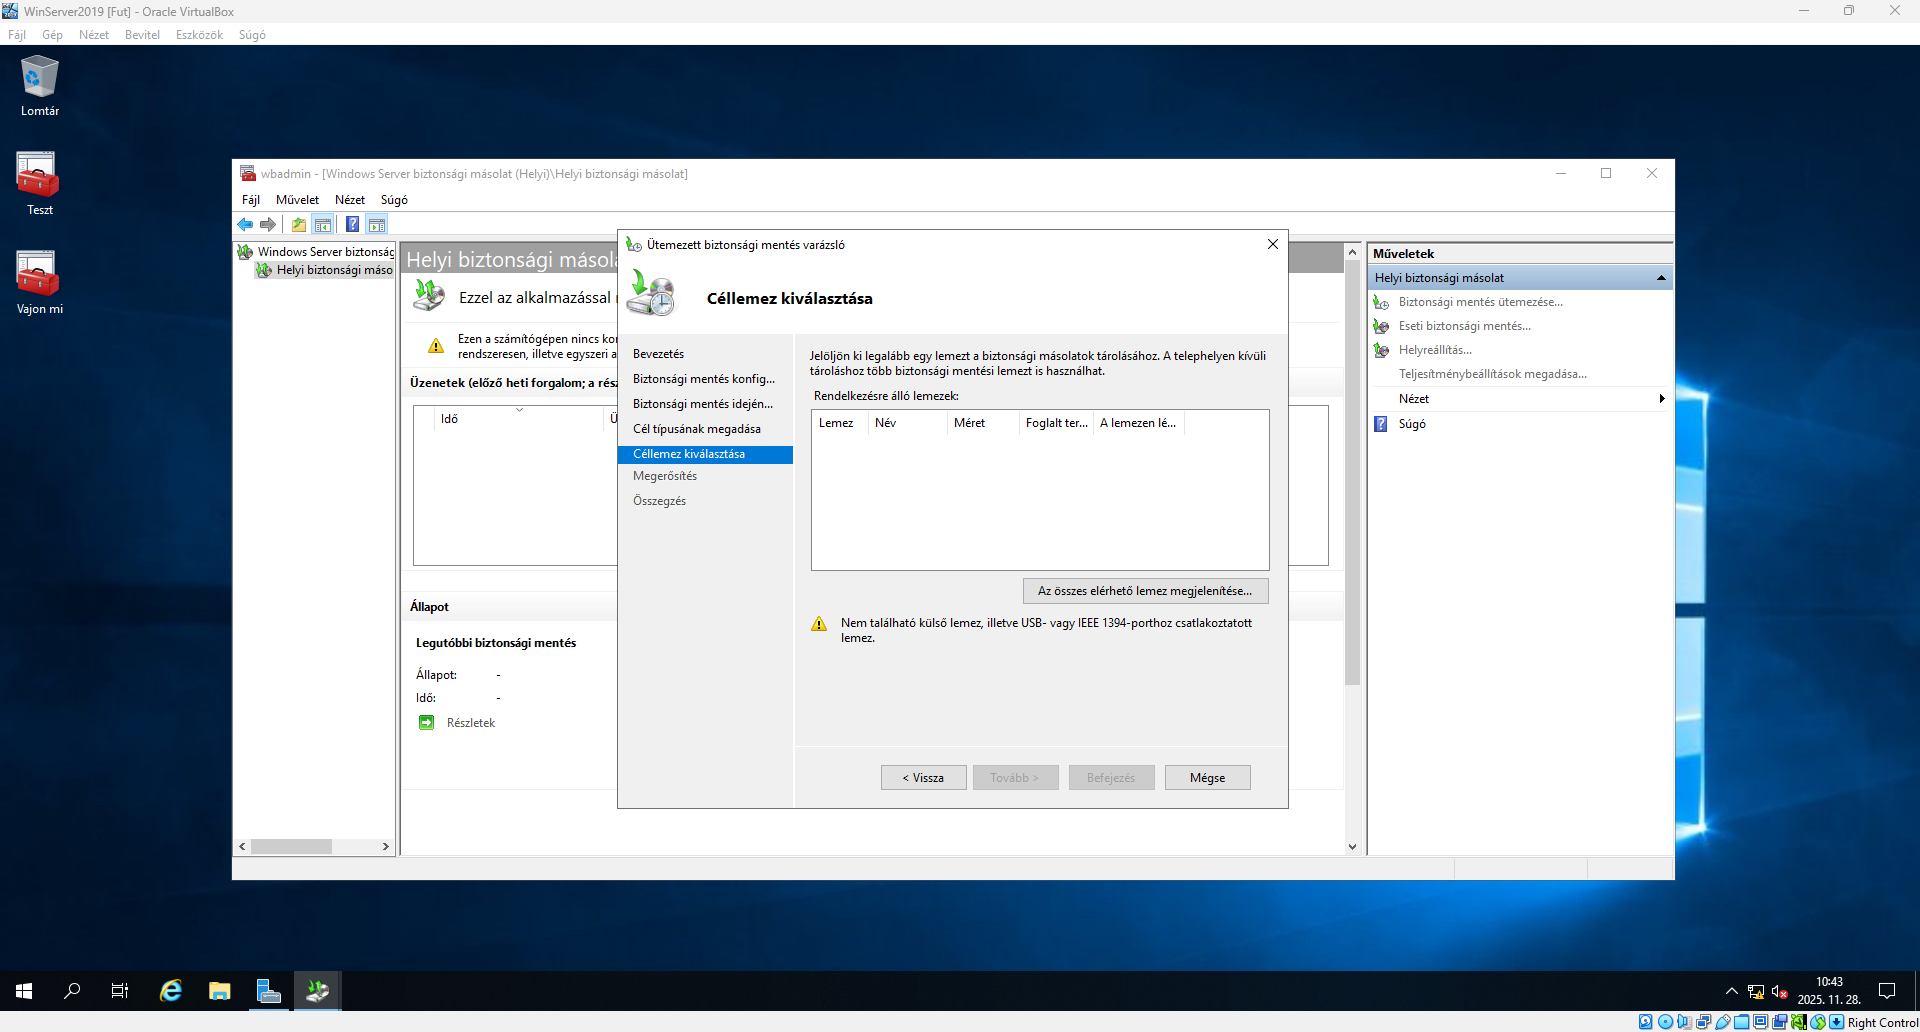 WinServer2019 [Fut] - Oracle VirtualBox
Fájl Gép Nézet Bevitel Eszközök Súgó
Lomtár
Teszt
Vajon mi
wbadmin - [Windows Server biztonsági másolat (Helyi)\Helyi biztonsági másolat]
Fájl Művelet Nézet Súgó
Windows Server biztonság
Helyi biztonsági máso
Helyi biztonsági másola
Ezzel az alkalmazással
Ezen a számítógépen nincs kor
rendszeresen, illetve egyszeri a
Üzenetek (előző heti forgalom; a rész
Idő Ü
Állapot
Legutóbbi biztonsági mentés
Állapot: -
Idő: -
Részletek
Ütemezett biztonsági mentés varázsló
Céllemez kiválasztása
Bevezetés
Biztonsági mentés konfig...
Biztonsági mentés idején...
Cél típusának megadása
Céllemez kiválasztása
Megerősítés
Összegzés
Jelöljön ki legalább egy lemezt a biztonsági másolatok tárolásához. A telephelyen kívüli
tároláshoz több biztonsági mentési lemezt is használhat.
Rendelkezésre álló lemezek:
Lemez Név Méret Foglalt ter... A lemezen lé...
Az összes elérhető lemez megjelenítése...
Nem található külső lemez, illetve USB- vagy IEEE 1394-porthoz csatlakoztatott
lemez.
< Vissza Tovább > Befejezés Mégse
Műveletek
Helyi biztonsági másolat
Biztonsági mentés ütemezése...
Eseti biztonsági mentés...
Helyreállítás...
Teljesítménybeállítások megadása...
Nézet
Súgó
10:43
2025. 11. 28.
Right Control